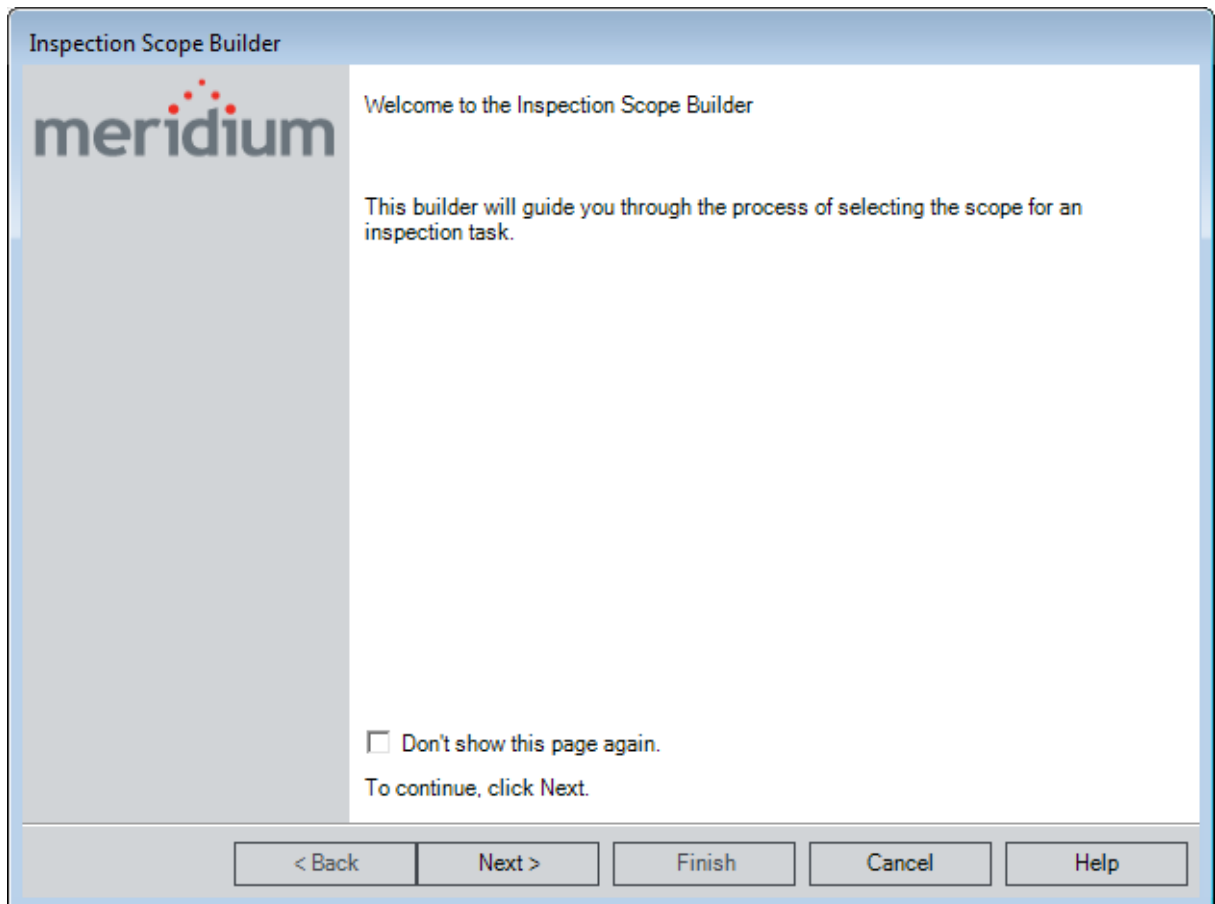 Inspection Scope Builder
meridium
Welcome to the Inspection Scope Builder
This builder will guide you through the process of selecting the scope for an
inspection task.
Don't show this page again.
To continue, click Next.
< Back
Next >
Finish
Cancel
Help